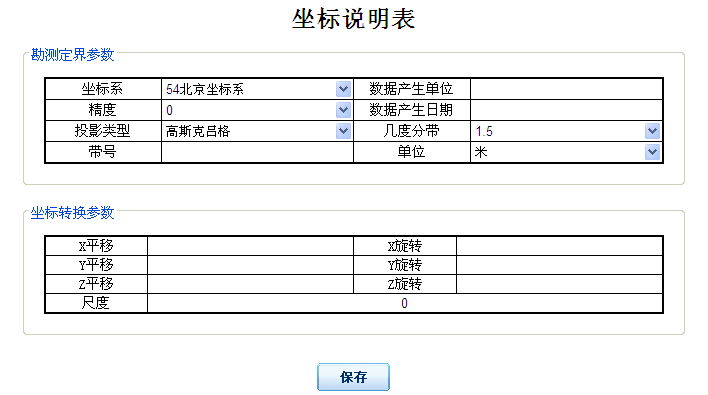 坐标说明表
勘测定界参数
坐标系 54北京坐标系 数据产生单位
精度 0 数据产生日期
投影类型 高斯克吕格 几度分带 1.5
带号 单位 米
坐标转换参数
X平移 X旋转
Y平移 Y旋转
Z平移 Z旋转
尺度 0
保存